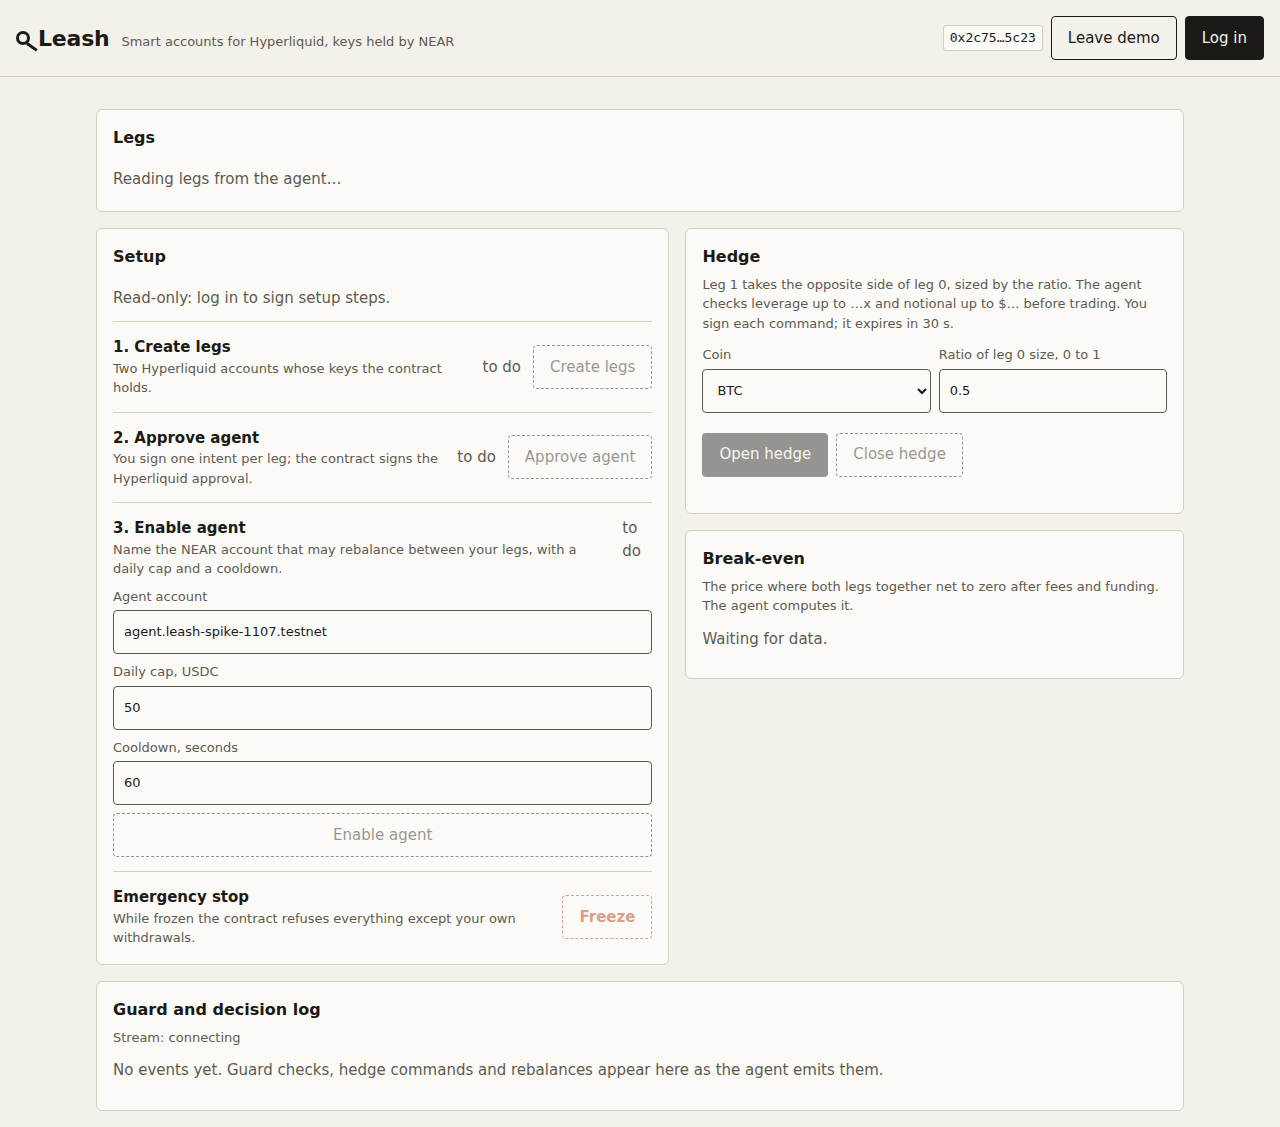 Leash
Smart accounts for Hyperliquid, keys held by NEAR
0x2c75…5c23
Leave demo
Log in
Legs
Reading legs from the agent…
Setup
Read-only: log in to sign setup steps.
1. Create legs
Two Hyperliquid accounts whose keys the contract
holds.
to do
Create legs
2. Approve agent
You sign one intent per leg; the contract signs the
Hyperliquid approval.
to do
Approve agent
3. Enable agent
Name the NEAR account that may rebalance between your legs, with a
daily cap and a cooldown.
to
do
Agent account
agent.leash-spike-1107.testnet
Daily cap, USDC
50
Cooldown, seconds
60
Enable agent
Emergency stop
While frozen the contract refuses everything except your own
withdrawals.
Freeze
Hedge
Leg 1 takes the opposite side of leg 0, sized by the ratio. The agent
checks leverage up to …x and notional up to $… before trading. You
sign each command; it expires in 30 s.
Coin
BTC
Ratio of leg 0 size, 0 to 1
0.5
Open hedge
Close hedge
Break-even
The price where both legs together net to zero after fees and funding.
The agent computes it.
Waiting for data.
Guard and decision log
Stream: connecting
No events yet. Guard checks, hedge commands and rebalances appear here as the agent emits them.